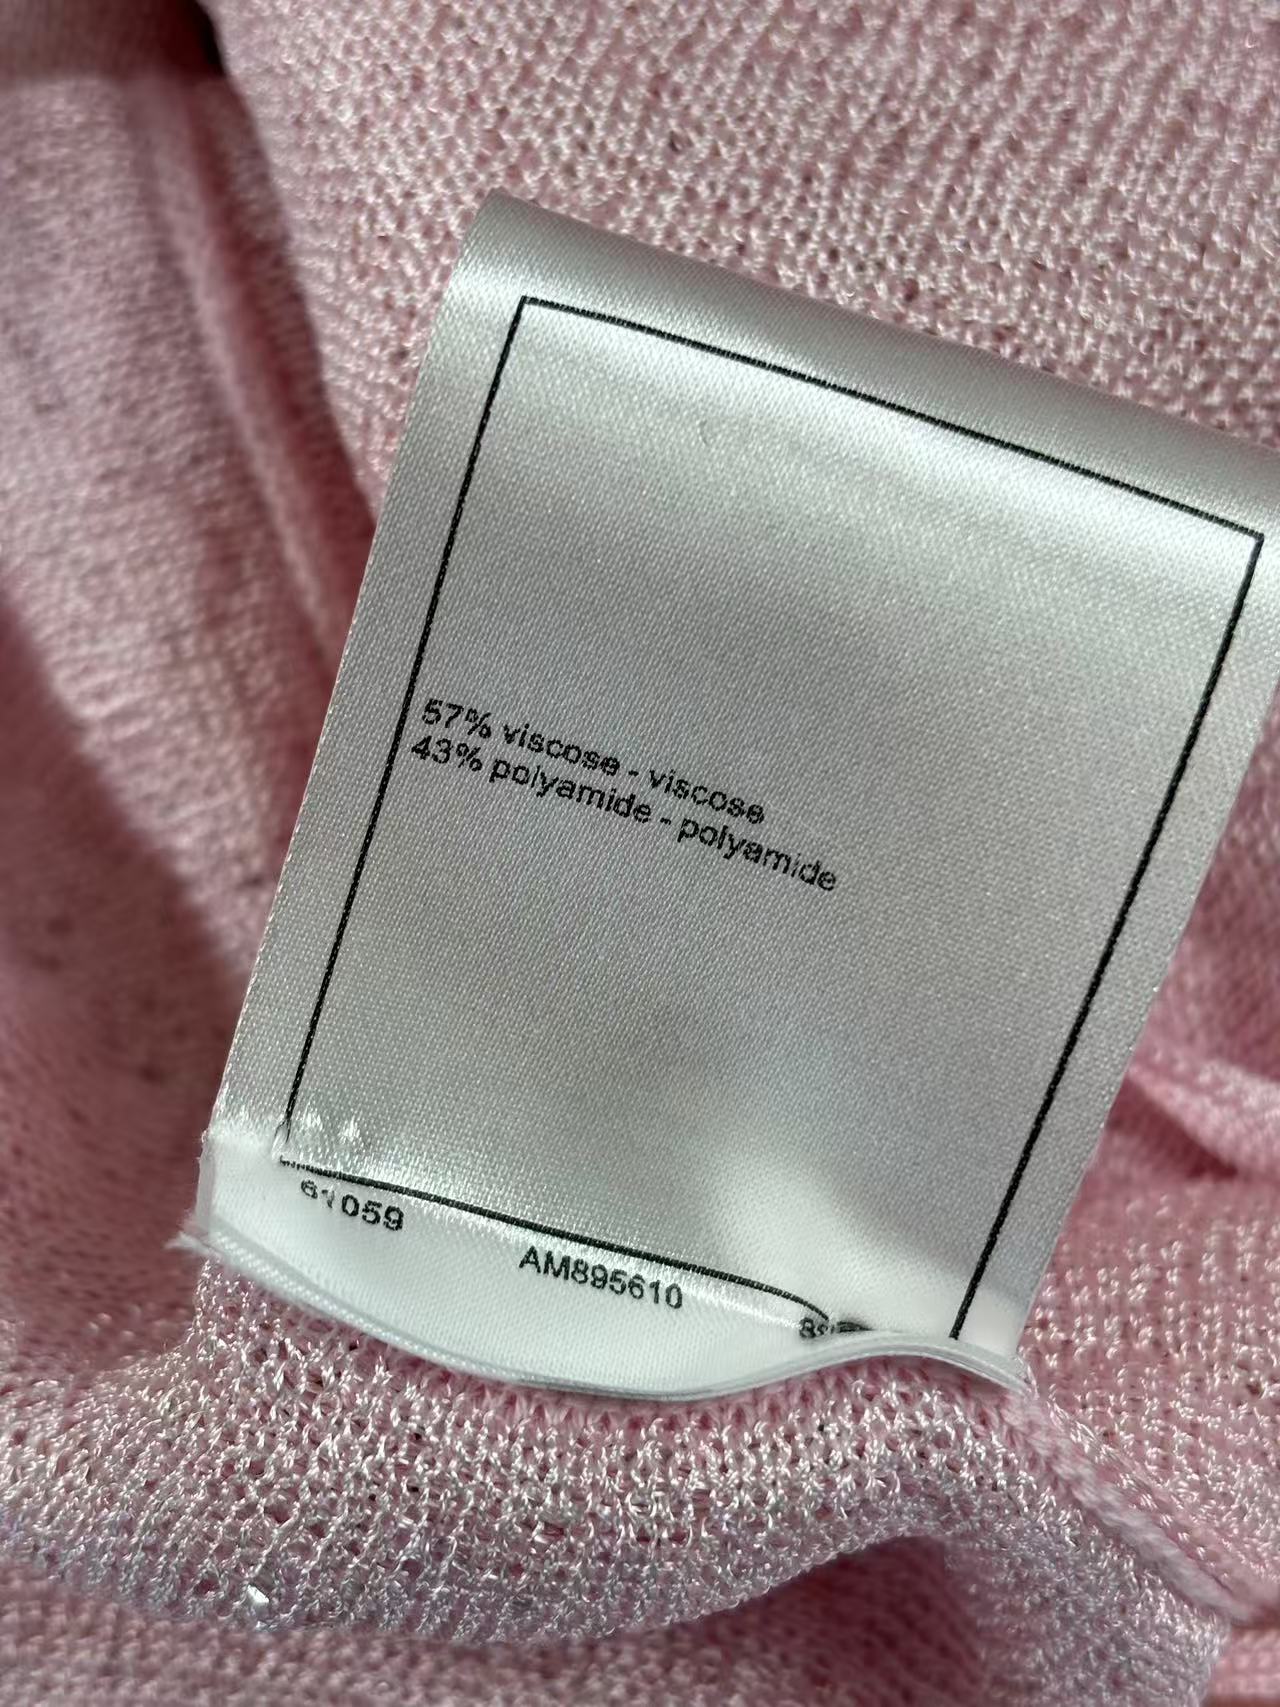 57% viscose - viscose
43% polyamide - polyamide
61059
AM895610